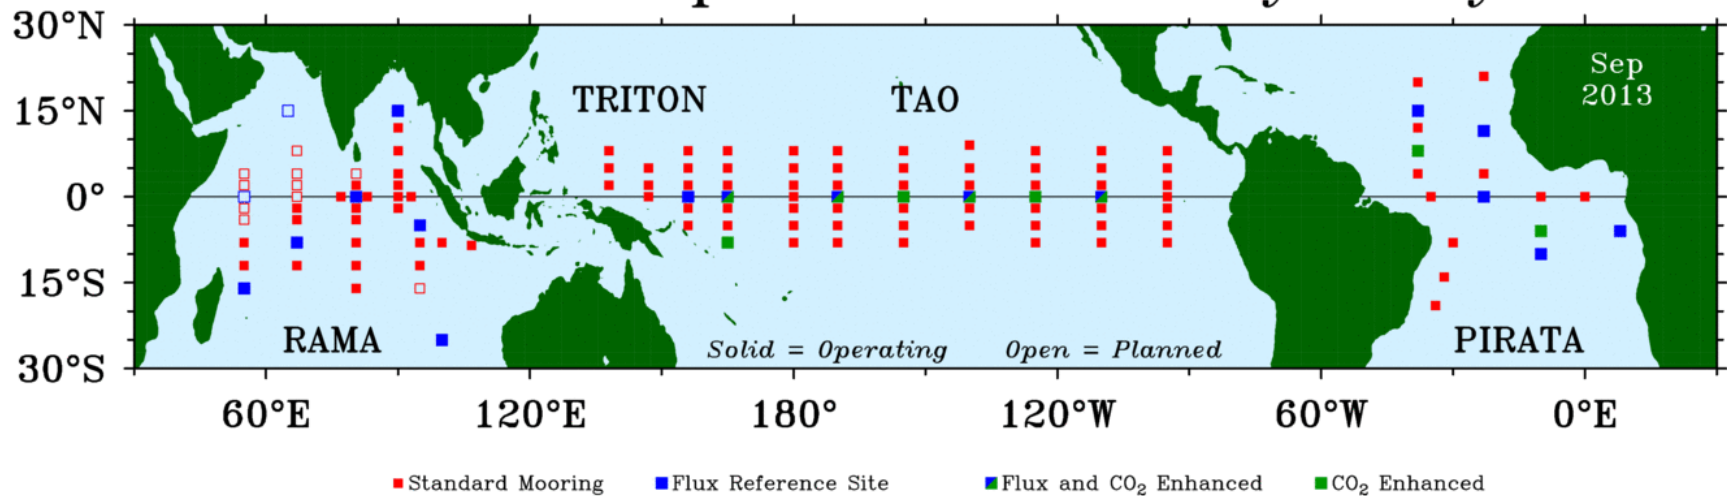 30°N
15°N
0°
15°S
30°S
TRITON
TAO
Sep
2013
RAMA
Solid = Operating Open = Planned
PIRATA
60°E 120°E 180° 120°W 60°W 0°E
Standard Mooring Flux Reference Site Flux and CO₂ Enhanced CO₂ Enhanced